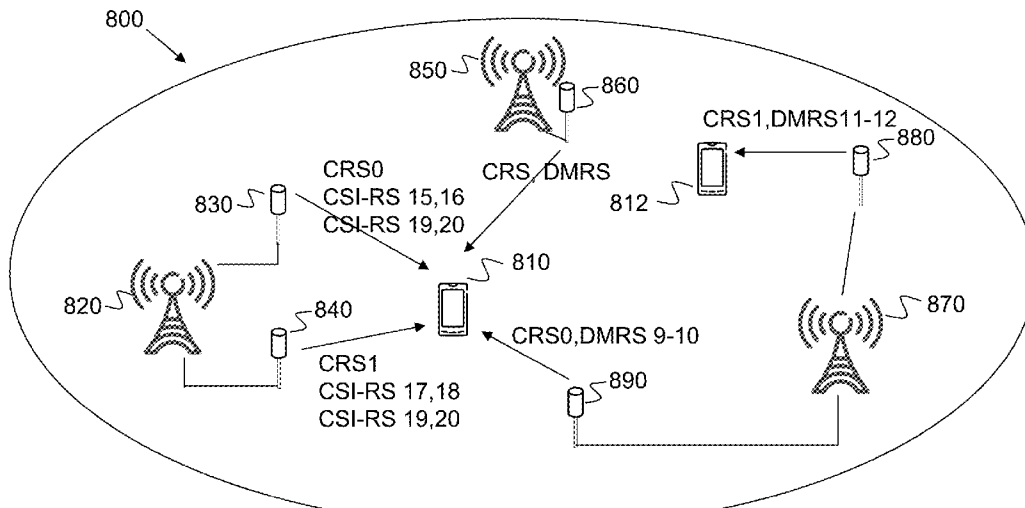 800
850
860
CRS1,DMRS11-12
880
CRS0
CSI-RS 15,16
CSI-RS 19,20
CRS, DMRS
830
812
810
820
840
870
CRS0,DMRS 9-10
CRS1
CSI-RS 17,18
CSI-RS 19,20
890